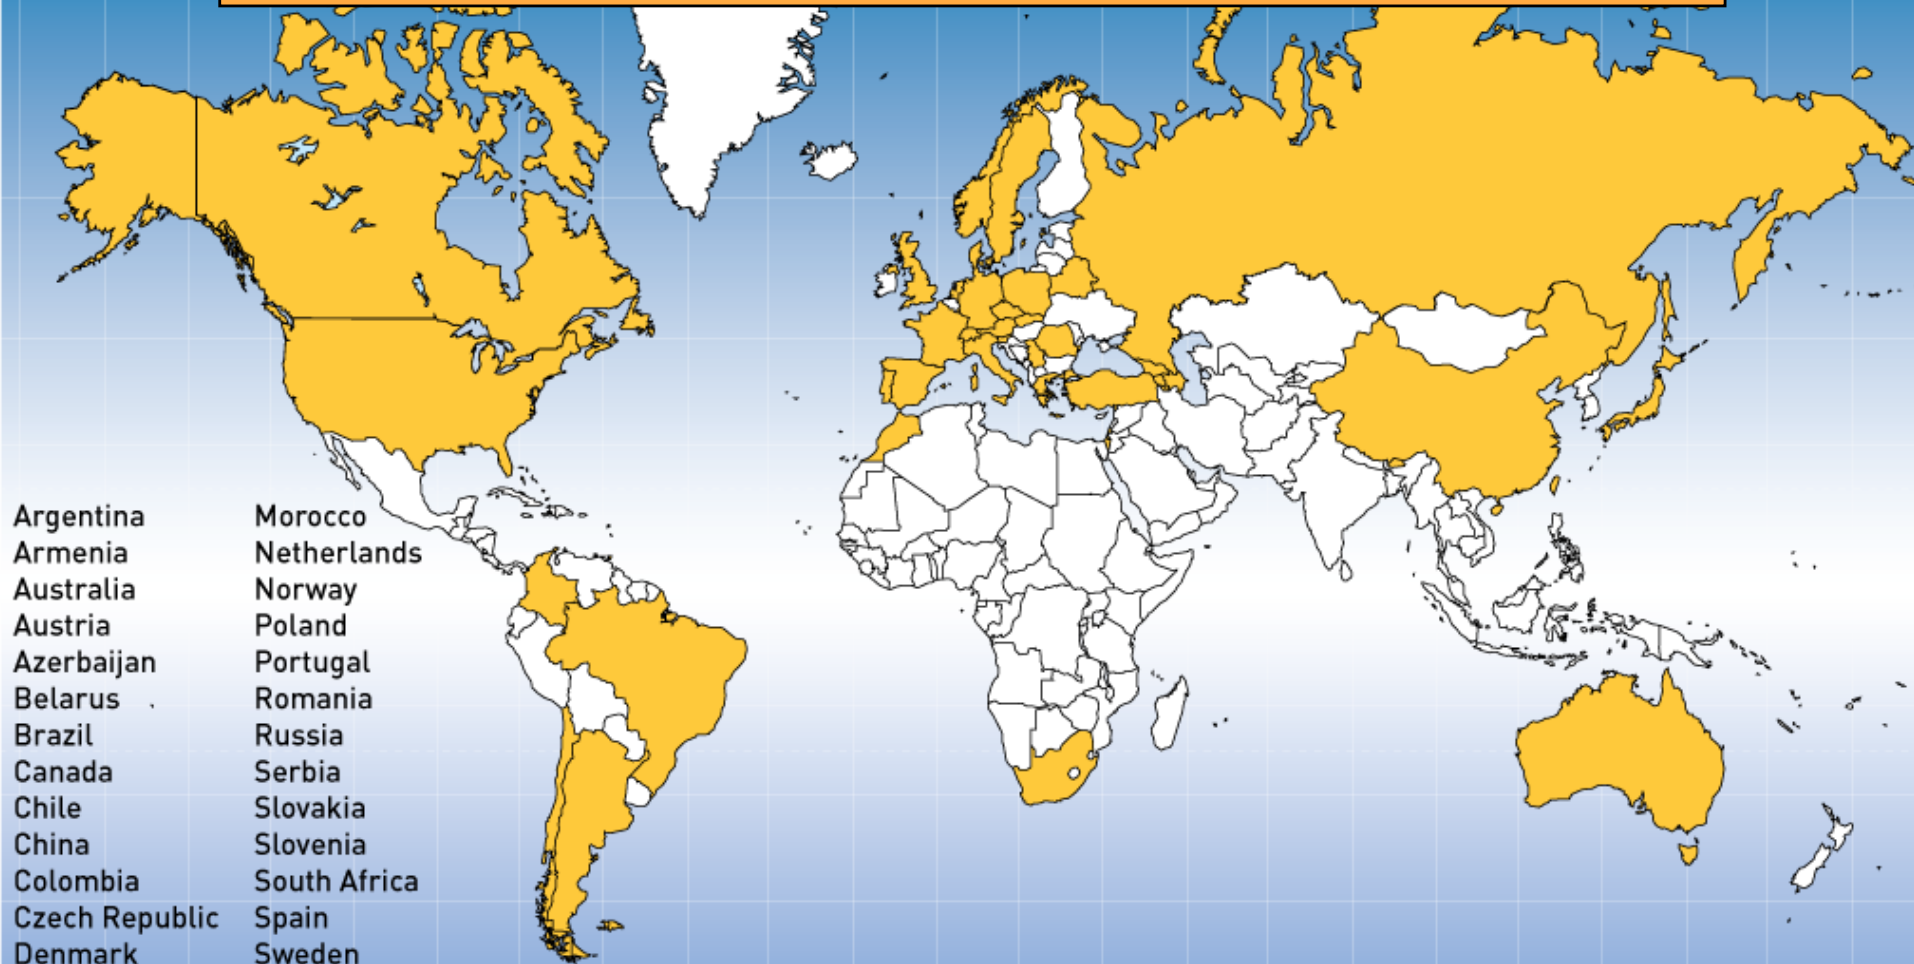 Argentina
Armenia
Australia
Austria
Azerbaijan
Belarus
Brazil
Canada
Chile
China
Colombia
Czech Republic
Denmark
Morocco
Netherlands
Norway
Poland
Portugal
Romania
Russia
Serbia
Slovakia
Slovenia
South Africa
Spain
Sweden